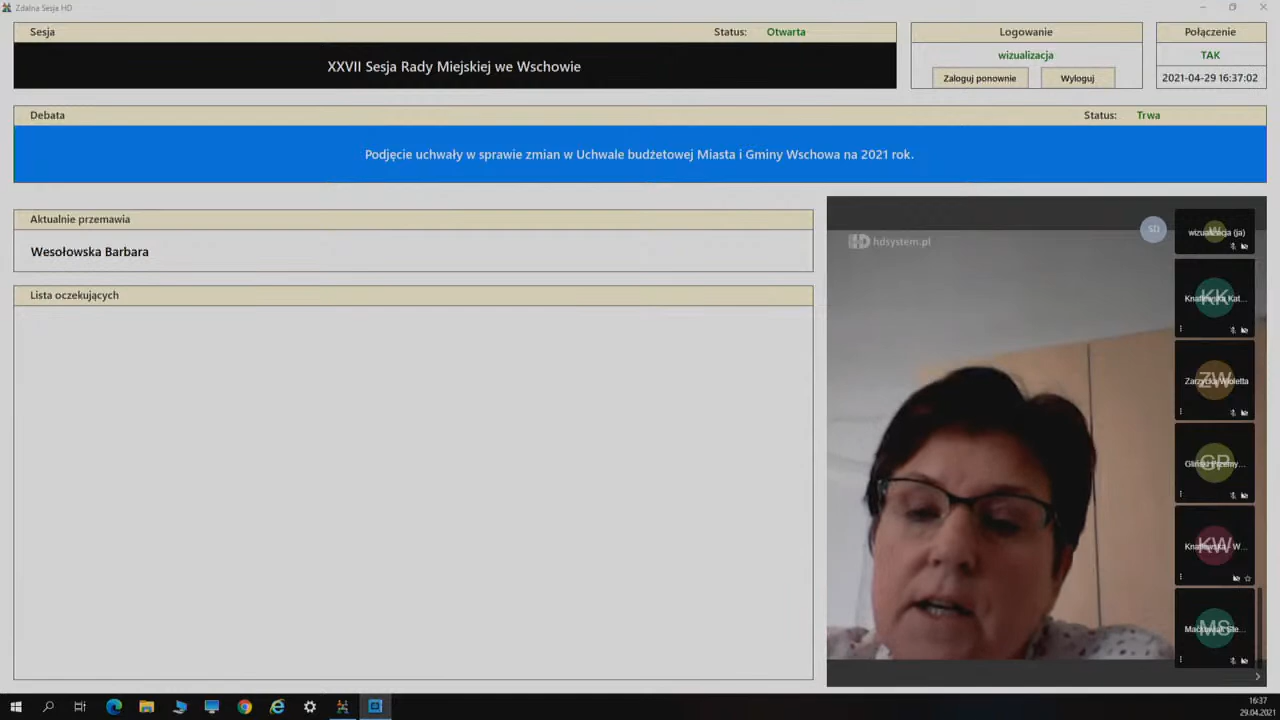 Zdalna Sesja HD
Sesja
Status: Otwarta
XXVII Sesja Rady Miejskiej we Wschowie
Logowanie
wizualizacja
Zaloguj ponownie
Wyloguj
Połączenie
TAK
2021-04-29 16:37:02
Debata
Status: Trwa
Podjęcie uchwały w sprawie zmian w Uchwale budżetowej Miasta i Gminy Wschowa na 2021 rok.
Aktualnie przemawia
Wesołowska Barbara
Lista oczekujących
HD hdsystem.pl
SD
wizualizacja (ja)
KK
ZW
Zarzycka Wioletta
GP
KW
MS
16:37
29.04.2021